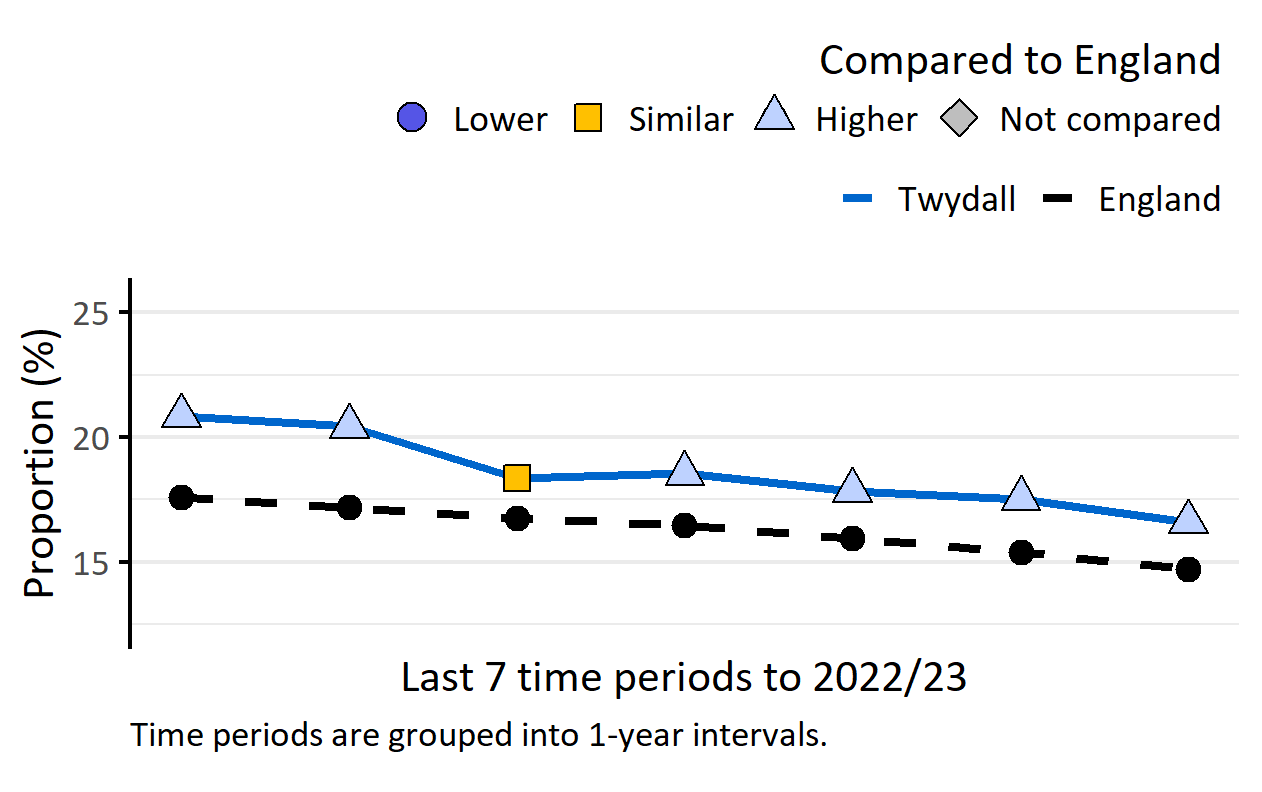 Compared to England
Lower Similar Higher Not compared
Twydall England
25
20
15
Proportion (%)
Last 7 time periods to 2022/23
Time periods are grouped into 1-year intervals.